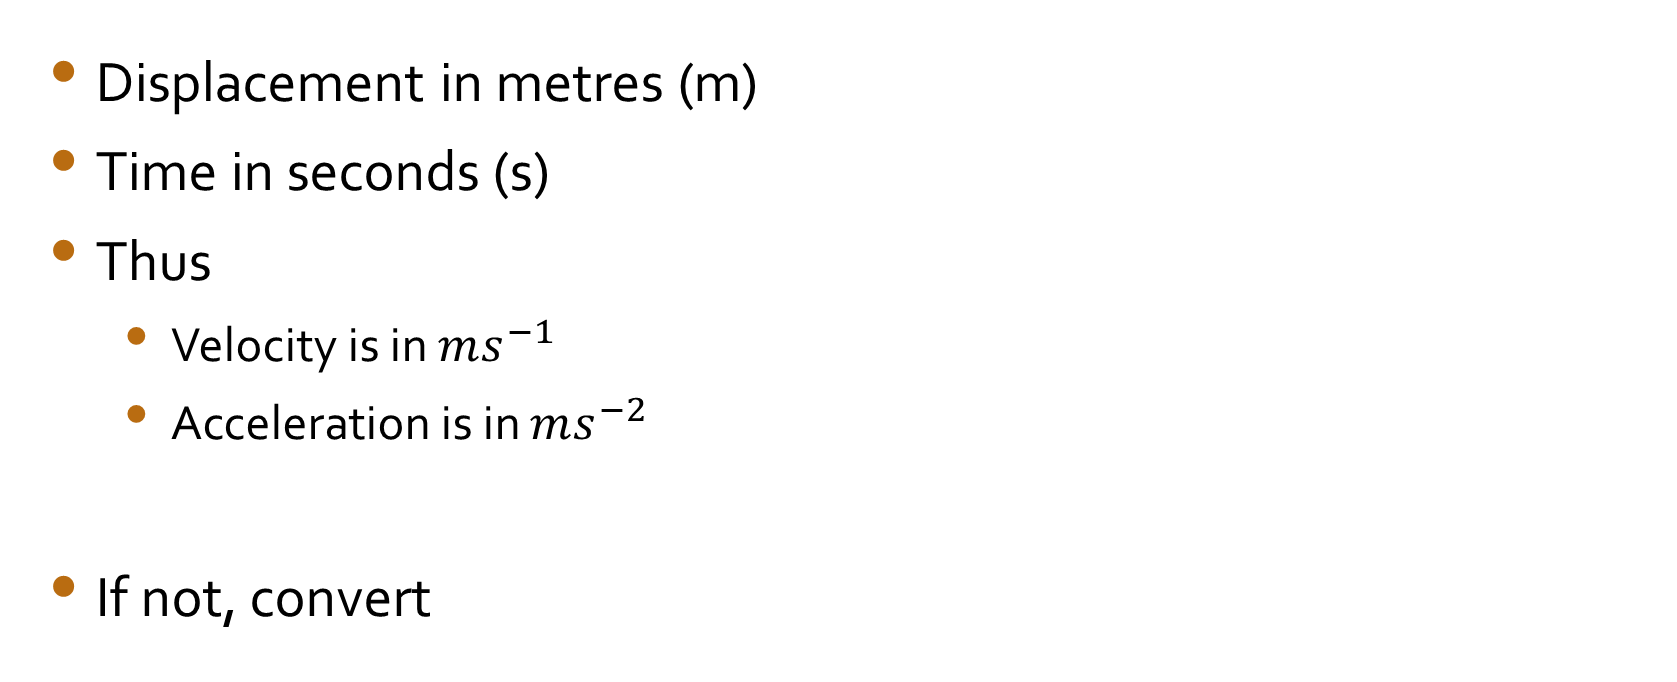 • Displacement in metres (m)
• Time in seconds (s)
• Thus
• Velocity is in ms⁻¹
• Acceleration is in ms⁻²
• If not, convert